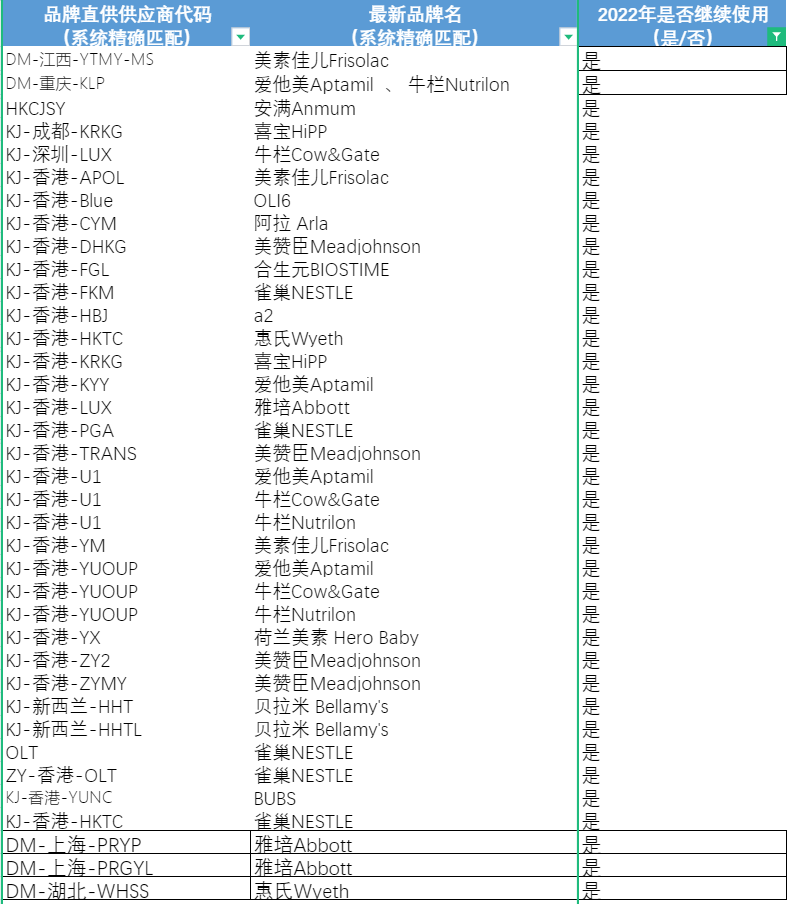 品牌直供供应商代码 最新品牌名 2022年是否继续使用
(系统精确匹配) (系统精确匹配) (是/否)
DM-江西-YTMY-MS 美素佳儿Frisolac 是
DM-重庆-KLP 爱他美Aptamil 、 牛栏Nutrilon 是
HKCJSY 安满Anmum 是
KJ-成都-KRKG 喜宝HiPP 是
KJ-深圳-LUX 牛栏Cow&Gate 是
KJ-香港-APOL 美素佳儿Frisolac 是
KJ-香港-Blue OLI6 是
KJ-香港-CYM 阿拉 Arla 是
KJ-香港-DHKG 美赞臣Meadjohnson 是
KJ-香港-FGL 合生元BIOSTIME 是
KJ-香港-FKM 雀巢NESTLE 是
KJ-香港-HBJ a2 是
KJ-香港-HKTC 惠氏Wyeth 是
KJ-香港-KRKG 喜宝HiPP 是
KJ-香港-KYY 爱他美Aptamil 是
KJ-香港-LUX 雅培Abbott 是
KJ-香港-PGA 雀巢NESTLE 是
KJ-香港-TRANS 美赞臣Meadjohnson 是
KJ-香港-U1 爱他美Aptamil 是
KJ-香港-U1 牛栏Cow&Gate 是
KJ-香港-U1 牛栏Nutrilon 是
KJ-香港-YM 美素佳儿Frisolac 是
KJ-香港-YUOUP 爱他美Aptamil 是
KJ-香港-YUOUP 牛栏Cow&Gate 是
KJ-香港-YUOUP 牛栏Nutrilon 是
KJ-香港-YX 荷兰美素 Hero Baby 是
KJ-香港-ZY2 美赞臣Meadjohnson 是
KJ-香港-ZYMY 美赞臣Meadjohnson 是
KJ-新西兰-HHT 贝拉米 Bellamy's 是
KJ-新西兰-HHTL 贝拉米 Bellamy's 是
OLT 雀巢NESTLE 是
ZY-香港-OLT 雀巢NESTLE 是
KJ-香港-YUNC BUBS 是
KJ-香港-HKTC 雀巢NESTLE 是
DM-上海-PRYP 雅培Abbott 是
DM-上海-PRGYL 雅培Abbott 是
DM-湖北-WHSS 惠氏Wyeth 是